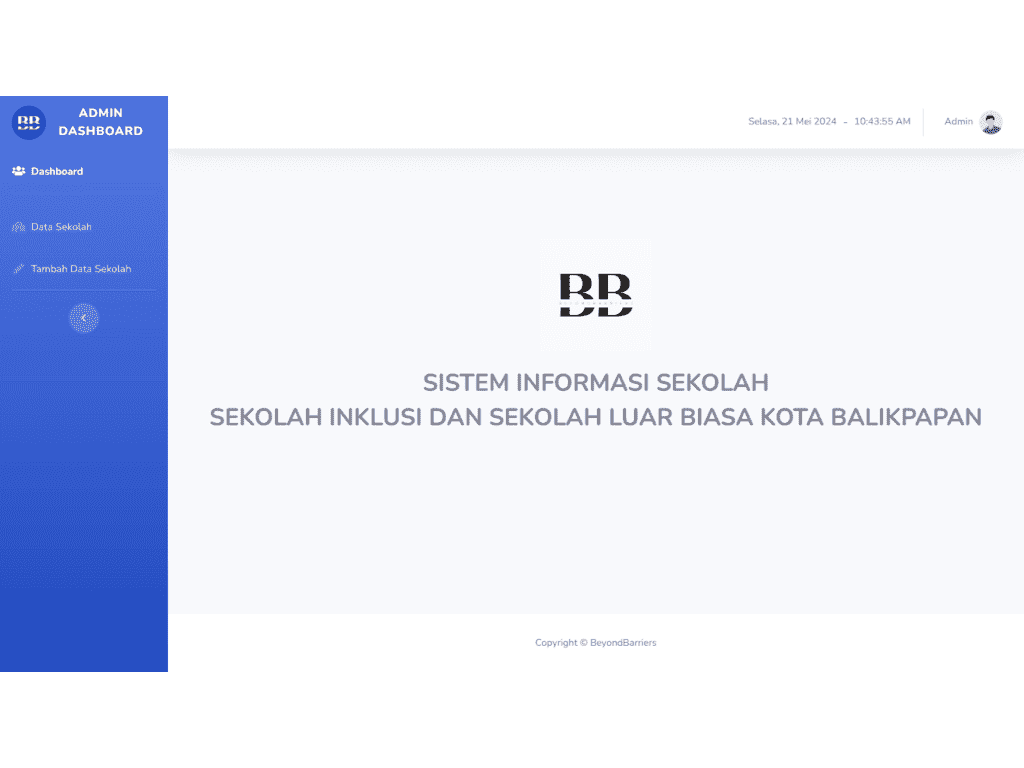 BB
ADMIN
DASHBOARD
Selasa, 21 Mei 2024 - 10:43:55 AM
Admin
Dashboard
Data Sekolah
Tambah Data Sekolah
BB
SISTEM INFORMASI SEKOLAH
SEKOLAH INKLUSI DAN SEKOLAH LUAR BIASA KOTA BALIKPAPAN
Copyright © BeyondBarriers